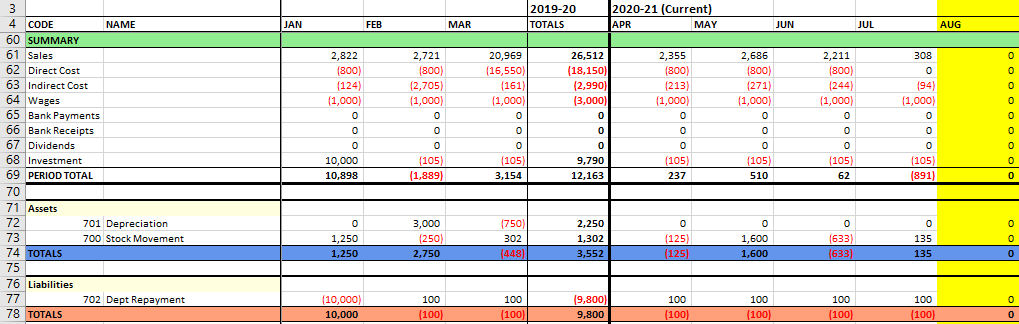 3 2019-20 2020-21 (Current)
4 CODE NAME JAN FEB MAR TOTALS APR MAY JUN JUL AUG
60 SUMMARY
61 Sales 2,822 2,721 20,969 26,512 2,355 2,686 2,211 308 0
62 Direct Cost (800) (800) (16,550) (18,150) (800) (800) (800) 0 0
63 Indirect Cost (124) (2,705) (161) (2,990) (213) (271) (244) (94) 0
64 Wages (1,000) (1,000) (1,000) (3,000) (1,000) (1,000) (1,000) (1,000) 0
65 Bank Payments 0 0 0 0 0 0 0 0 0
66 Bank Receipts 0 0 0 0 0 0 0 0 0
67 Dividends 0 0 0 0 0 0 0 0 0
68 Investment 10,000 (105) (105) 9,790 (105) (105) (105) (105) 0
69 PERIOD TOTAL 10,898 (1,889) 3,154 12,163 237 510 62 (891) 0
70
71 Assets
72 701 Depreciation 0 3,000 (750) 2,250 0 0 0 0 0
73 700 Stock Movement 1,250 (250) 302 1,302 (125) 1,600 (633) 135 0
74 TOTALS 1,250 2,750 (448) 3,552 (125) 1,600 (633) 135 0
75
76 Liabilities
77 702 Dept Repayment (10,000) 100 100 (9,800) 100 100 100 100 0
78 TOTALS 10,000 (100) (100) 9,800 (100) (100) (100) (100) 0